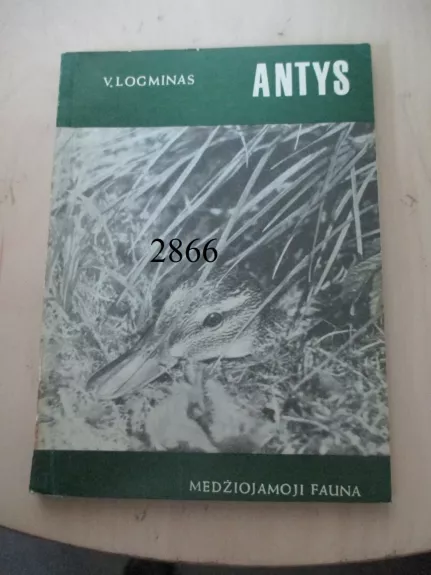 V. LOGMINAS
ANTYS
2866
MEDŽIOJAMOJI FAUNA